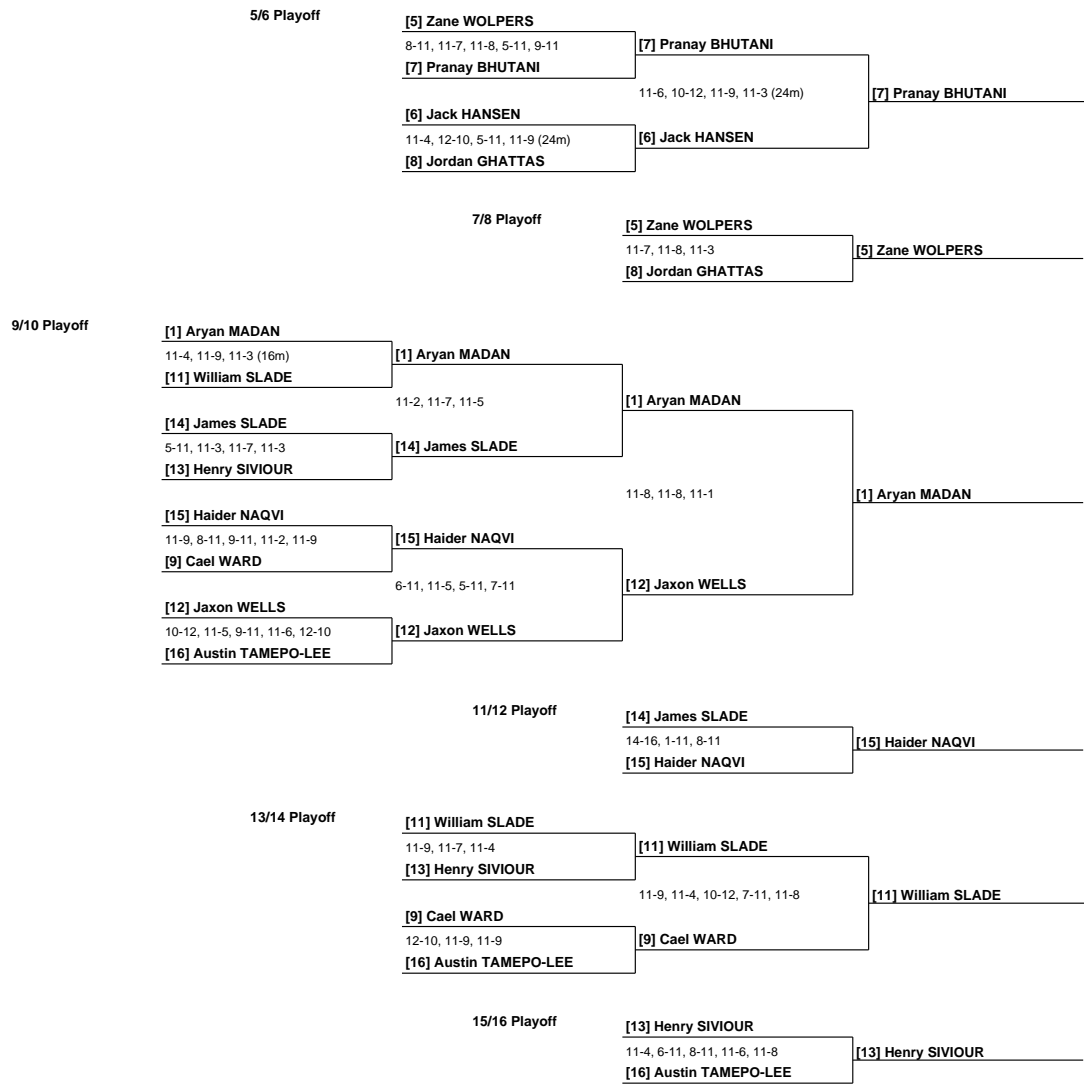 5/6 Playoff
[5] Zane WOLPERS
8-11, 11-7, 11-8, 5-11, 9-11
[7] Pranay BHUTANI
[7] Pranay BHUTANI
11-6, 10-12, 11-9, 11-3 (24m)
[7] Pranay BHUTANI
[6] Jack HANSEN
11-4, 12-10, 5-11, 11-9 (24m)
[6] Jack HANSEN
[8] Jordan GHATTAS
7/8 Playoff
[5] Zane WOLPERS
11-7, 11-8, 11-3
[5] Zane WOLPERS
[8] Jordan GHATTAS
9/10 Playoff
[1] Aryan MADAN
11-4, 11-9, 11-3 (16m)
[1] Aryan MADAN
[11] William SLADE
11-2, 11-7, 11-5
[1] Aryan MADAN
[14] James SLADE
5-11, 11-3, 11-7, 11-3
[14] James SLADE
[13] Henry SIVIOUR
11-8, 11-8, 11-1
[1] Aryan MADAN
[15] Haider NAQVI
11-9, 8-11, 9-11, 11-2, 11-9
[15] Haider NAQVI
[9] Cael WARD
6-11, 11-5, 5-11, 7-11
[12] Jaxon WELLS
[12] Jaxon WELLS
10-12, 11-5, 9-11, 11-6, 12-10
[12] Jaxon WELLS
[16] Austin TAMEPO-LEE
11/12 Playoff
[14] James SLADE
14-16, 1-11, 8-11
[15] Haider NAQVI
[15] Haider NAQVI
13/14 Playoff
[11] William SLADE
11-9, 11-7, 11-4
[11] William SLADE
[13] Henry SIVIOUR
11-9, 11-4, 10-12, 7-11, 11-8
[11] William SLADE
[9] Cael WARD
12-10, 11-9, 11-9
[9] Cael WARD
[16] Austin TAMEPO-LEE
15/16 Playoff
[13] Henry SIVIOUR
11-4, 6-11, 8-11, 11-6, 11-8
[13] Henry SIVIOUR
[16] Austin TAMEPO-LEE